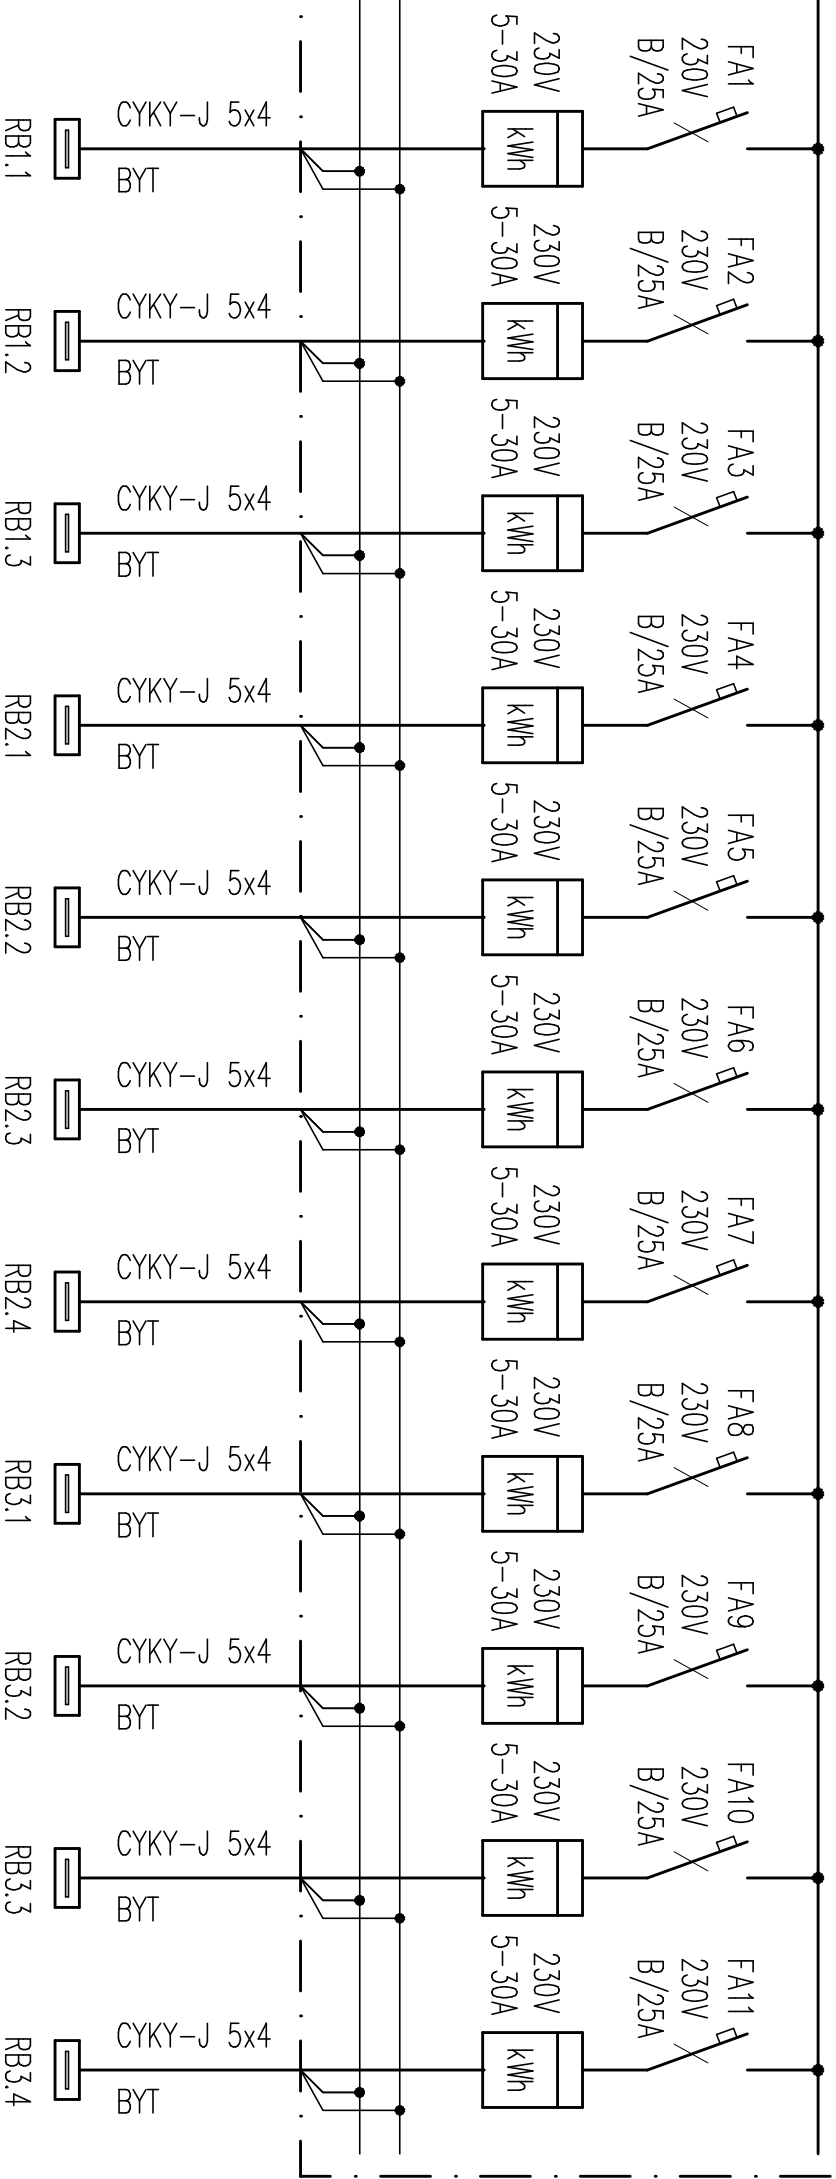 FA1
230V
B/25A
230V
5-30A
kWh
CYKY-J 5x4
BYT
RB1.1
FA2
230V
B/25A
230V
5-30A
kWh
CYKY-J 5x4
BYT
RB1.2
FA3
230V
B/25A
230V
5-30A
kWh
CYKY-J 5x4
BYT
RB1.3
FA4
230V
B/25A
230V
5-30A
kWh
CYKY-J 5x4
BYT
RB2.1
FA5
230V
B/25A
230V
5-30A
kWh
CYKY-J 5x4
BYT
RB2.2
FA6
230V
B/25A
230V
5-30A
kWh
CYKY-J 5x4
BYT
RB2.3
FA7
230V
B/25A
230V
5-30A
kWh
CYKY-J 5x4
BYT
RB2.4
FA8
230V
B/25A
230V
5-30A
kWh
CYKY-J 5x4
BYT
RB3.1
FA9
230V
B/25A
230V
5-30A
kWh
CYKY-J 5x4
BYT
RB3.2
FA10
230V
B/25A
230V
5-30A
kWh
CYKY-J 5x4
BYT
RB3.3
FA11
230V
B/25A
230V
5-30A
kWh
CYKY-J 5x4
BYT
RB3.4